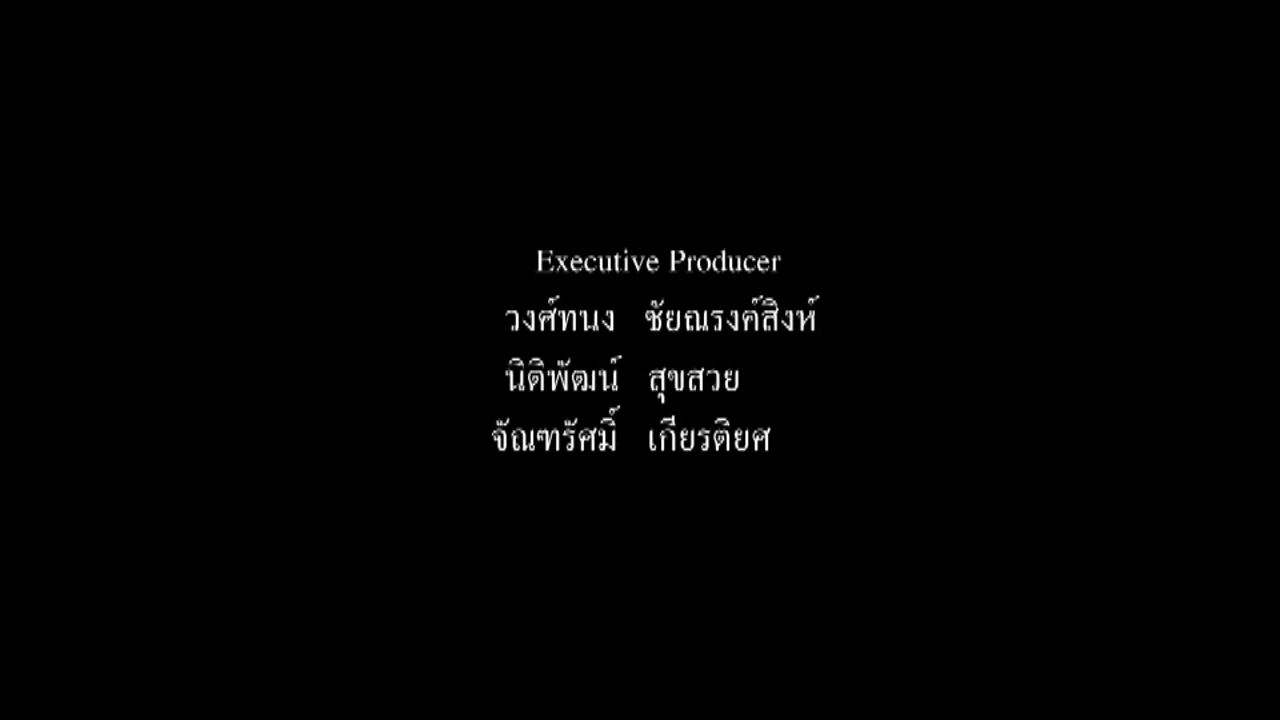 Executive Producer
วงศ์ทนง ชัยณรงค์สิงห์
นิติพัฒน์ สุขสวย
จัณฑรัศมิ์ เกียรติยศ